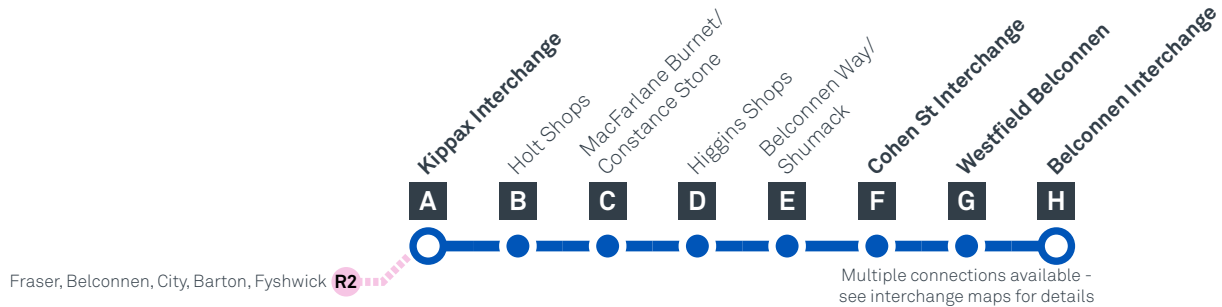 Kippax Interchange
Holt Shops
MacFarlane Burnet/
Constance Stone
Higgins Shops
Belconnen Way/
Shumack
Cohen St Interchange
Westfield Belconnen
Belconnen Interchange
A B C D E F G H
Fraser, Belconnen, City, Barton, Fyshwick R2
Multiple connections available -
see interchange maps for details